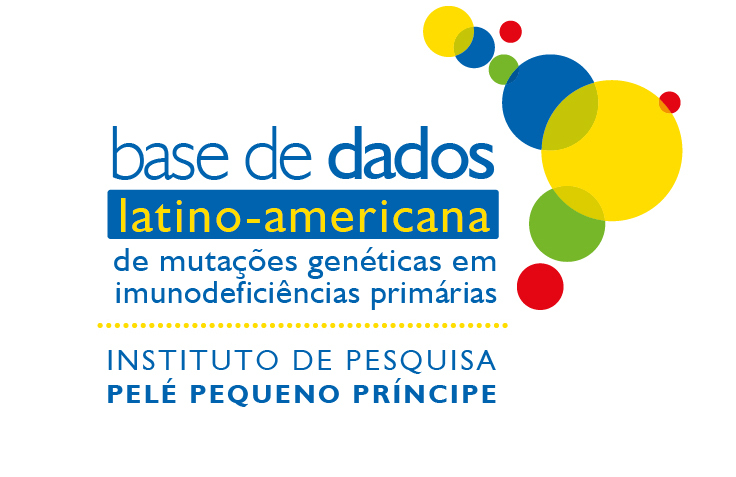 base de dados
latino-americana
de mutações genéticas em
imunodeficiências primárias
INSTITUTO DE PESQUISA
PELÉ PEQUENO PRÍNCIPE